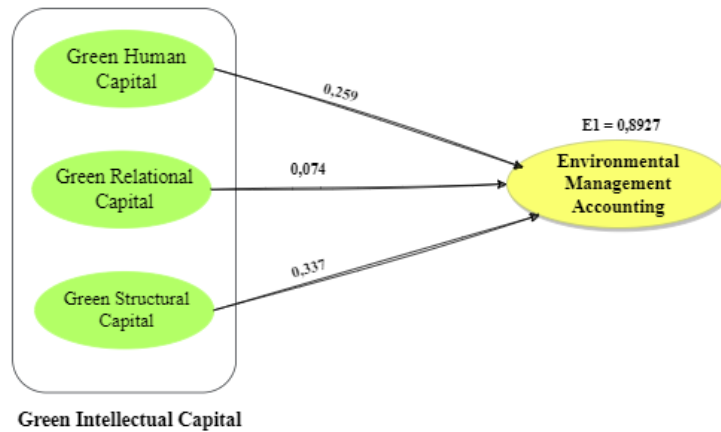 Green Human
Capital
0,259
E1 = 0,8927
Green Relational
Capital
0,074
Environmental
Management
Accounting
Green Structural
Capital
0,337
Green Intellectual Capital